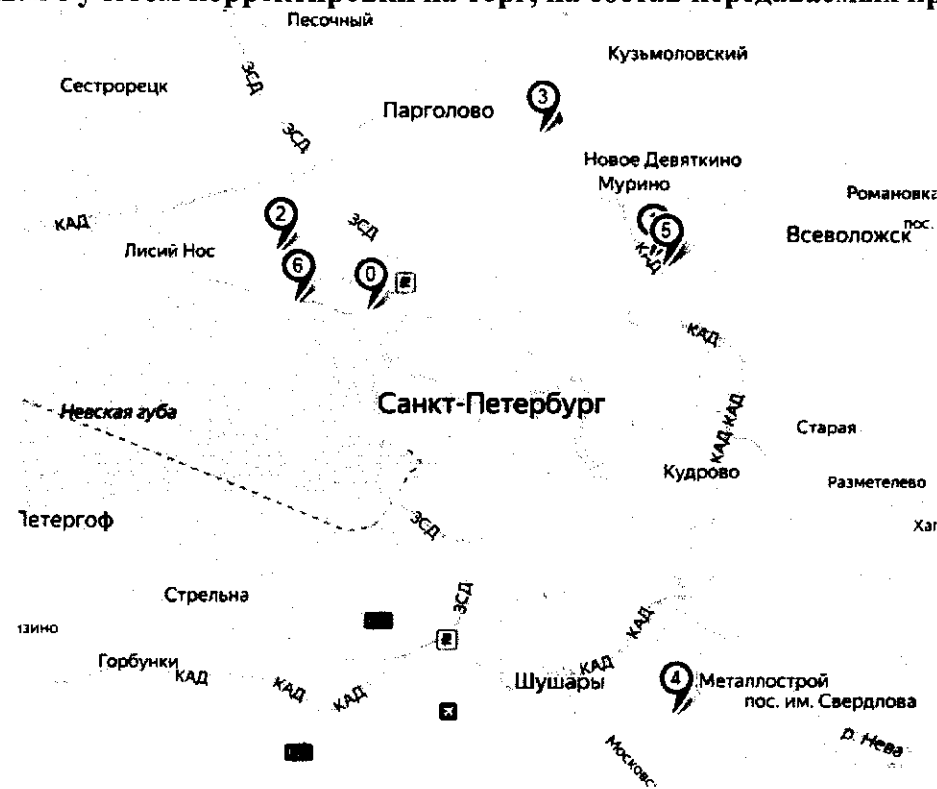 Песочный
Кузьмоловский
Сестрорецк
ЗСД
3
Парголово
ЗСД
Новое Девяткино
Мурино
Романовка
2
КАД
ЗСД
5
Всеволожск
пос.
Лисий Нос
КАД
6
0
КАД
Санкт-Петербург
Невская губа
КАД
КАД
Старая
Кудрово
Разметелево
Петергоф
ЗСД
Стрельна
ЗСД
КАД
Горбунки
КАД
КАД
КАД
Шушары
КАД
4
Металлострой
пос. им. Свердлова
р. Нева